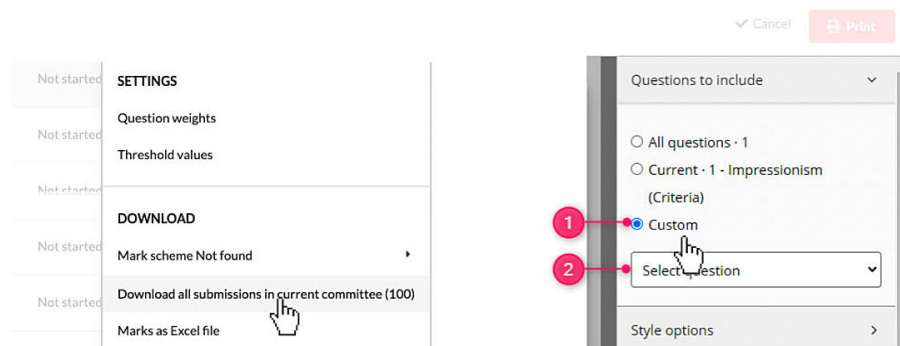 Cancel
Print
Not started
SETTINGS
Question weights
Not started
Threshold values
Not started
DOWNLOAD
Not started
Mark scheme Not found
Download all submissions in current committee (100)
Not started
Marks as Excel file
Questions to include
All questions · 1
Current · 1 - Impressionism
(Criteria)
1
Custom
2
Select question
Style options